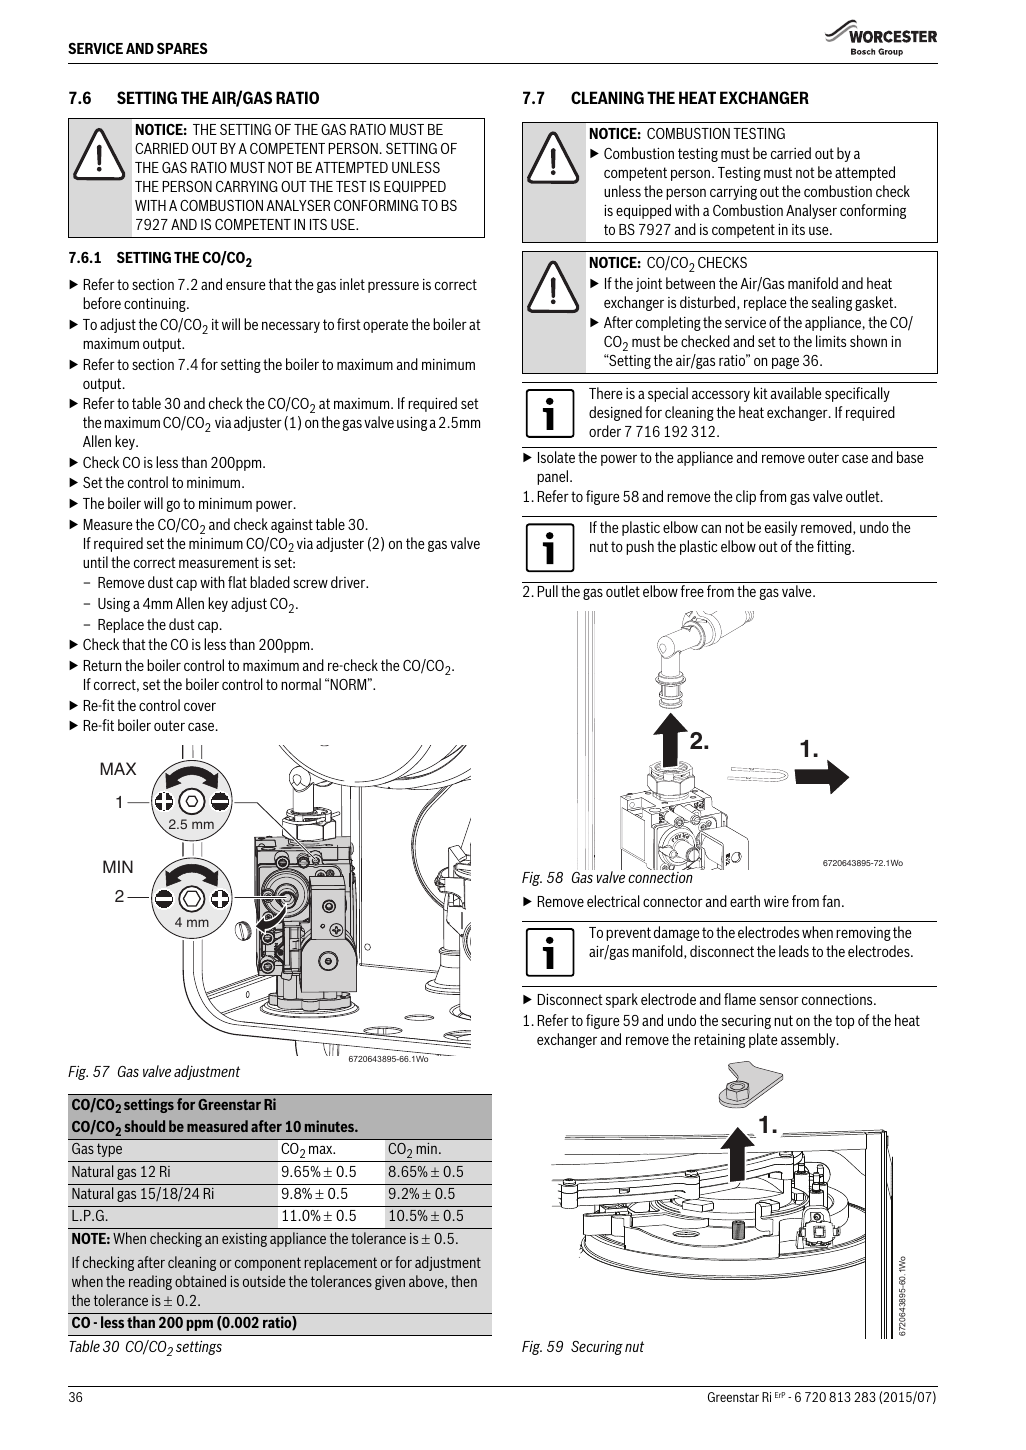 SERVICE AND SPARES
WORCESTER
Bosch Group
7.6 SETTING THE AIR/GAS RATIO
NOTICE: THE SETTING OF THE GAS RATIO MUST BE
CARRIED OUT BY A COMPETENT PERSON. SETTING OF
THE GAS RATIO MUST NOT BE ATTEMPTED UNLESS
THE PERSON CARRYING OUT THE TEST IS EQUIPPED
WITH A COMBUSTION ANALYSER CONFORMING TO BS
7927 AND IS COMPETENT IN ITS USE.
7.6.1 SETTING THE CO/CO2
▶ Refer to section 7.2 and ensure that the gas inlet pressure is correct
before continuing.
▶ To adjust the CO/CO2 it will be necessary to first operate the boiler at
maximum output.
▶ Refer to section 7.4 for setting the boiler to maximum and minimum
output.
▶ Refer to table 30 and check the CO/CO2 at maximum. If required set
the maximum CO/CO2 via adjuster (1) on the gas valve using a 2.5mm
Allen key.
▶ Check CO is less than 200ppm.
▶ Set the control to minimum.
▶ The boiler will go to minimum power.
▶ Measure the CO/CO2 and check against table 30.
If required set the minimum CO/CO2 via adjuster (2) on the gas valve
until the correct measurement is set:
– Remove dust cap with flat bladed screw driver.
– Using a 4mm Allen key adjust CO2.
– Replace the dust cap.
▶ Check that the CO is less than 200ppm.
▶ Return the boiler control to maximum and re-check the CO/CO2.
If correct, set the boiler control to normal “NORM”.
▶ Re-fit the control cover
▶ Re-fit boiler outer case.
MAX
1
2.5 mm
MIN
2
4 mm
6720643895-66.1Wo
Fig. 57 Gas valve adjustment
CO/CO2 settings for Greenstar Ri
CO/CO2 should be measured after 10 minutes.
Gas type CO2 max. CO2 min.
Natural gas 12 Ri 9.65% ± 0.5 8.65% ± 0.5
Natural gas 15/18/24 Ri 9.8% ± 0.5 9.2% ± 0.5
L.P.G. 11.0% ± 0.5 10.5% ± 0.5
NOTE: When checking an existing appliance the tolerance is ± 0.5.
If checking after cleaning or component replacement or for adjustment
when the reading obtained is outside the tolerances given above, then
the tolerance is ± 0.2.
CO - less than 200 ppm (0.002 ratio)
Table 30 CO/CO2 settings
7.7 CLEANING THE HEAT EXCHANGER
NOTICE: COMBUSTION TESTING
▶ Combustion testing must be carried out by a
competent person. Testing must not be attempted
unless the person carrying out the combustion check
is equipped with a Combustion Analyser conforming
to BS 7927 and is competent in its use.
NOTICE: CO/CO2 CHECKS
▶ If the joint between the Air/Gas manifold and heat
exchanger is disturbed, replace the sealing gasket.
▶ After completing the service of the appliance, the CO/
CO2 must be checked and set to the limits shown in
“Setting the air/gas ratio” on page 36.
There is a special accessory kit available specifically
designed for cleaning the heat exchanger. If required
order 7 716 192 312.
▶ Isolate the power to the appliance and remove outer case and base
panel.
1. Refer to figure 58 and remove the clip from gas valve outlet.
If the plastic elbow can not be easily removed, undo the
nut to push the plastic elbow out of the fitting.
2. Pull the gas outlet elbow free from the gas valve.
2.
1.
6720643895-72.1Wo
Fig. 58 Gas valve connection
▶ Remove electrical connector and earth wire from fan.
To prevent damage to the electrodes when removing the
air/gas manifold, disconnect the leads to the electrodes.
▶ Disconnect spark electrode and flame sensor connections.
1. Refer to figure 59 and undo the securing nut on the top of the heat
exchanger and remove the retaining plate assembly.
1.
6720643895-60.1Wo
Fig. 59 Securing nut
36
Greenstar Ri ErP - 6 720 813 283 (2015/07)